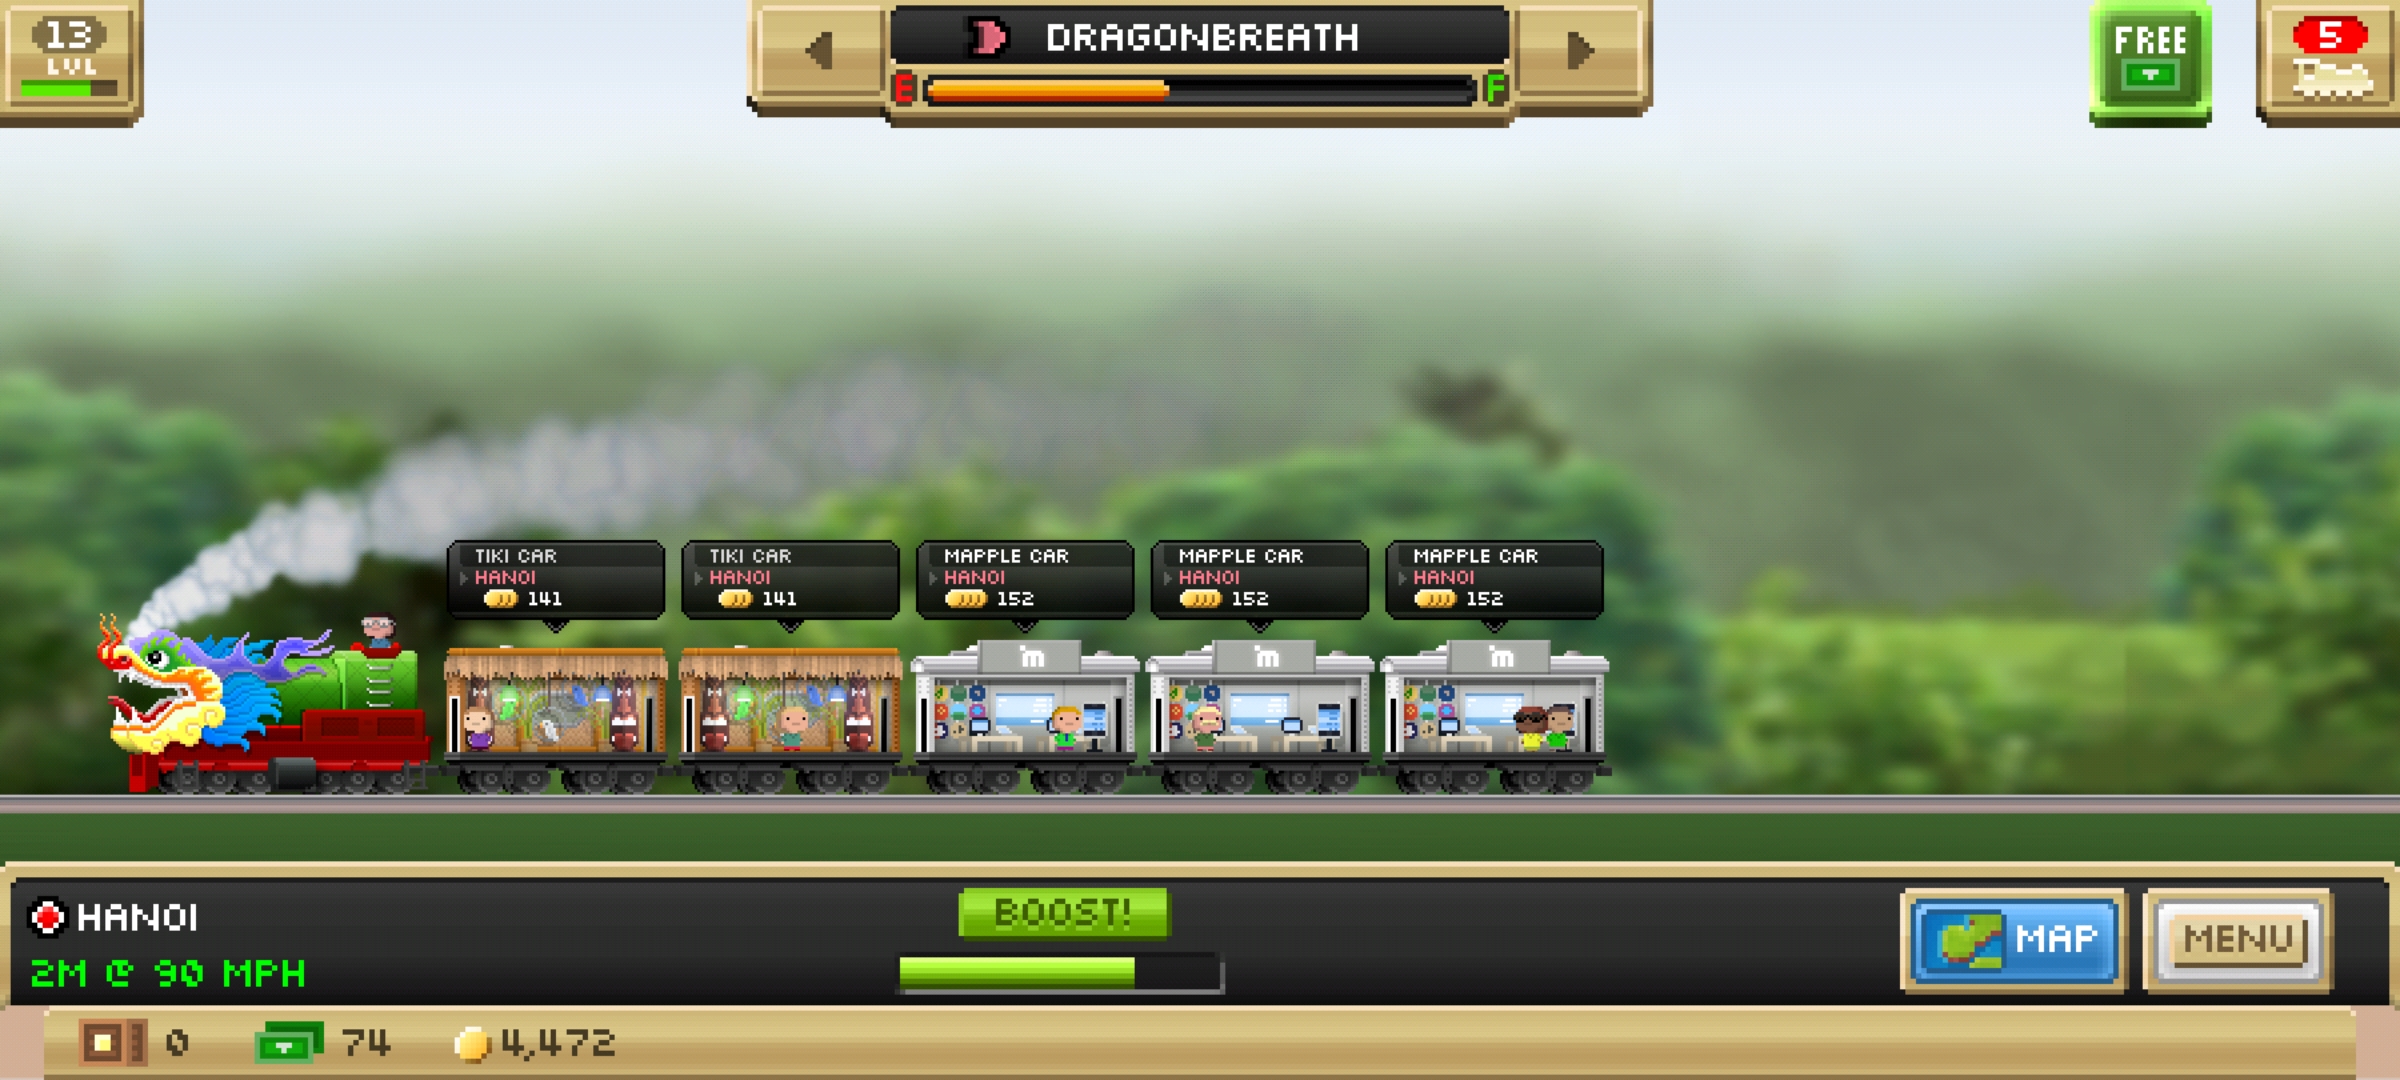 13
LVL
DRAGONBREATH
E F
FREE
5
TIKI CAR
HANOI
141
TIKI CAR
HANOI
141
MAPPLE CAR
HANOI
152
MAPPLE CAR
HANOI
152
MAPPLE CAR
HANOI
152
m
m
m
HANOI
2M @ 90 MPH
BOOST!
MAP
MENU
0
74
4,472